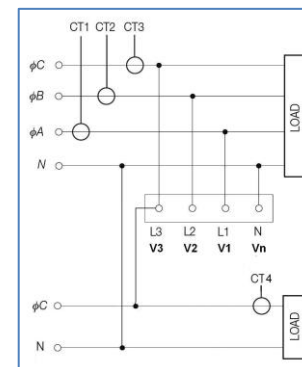 CT1 CT2 CT3
ϕC
ϕB
ϕA
N
LOAD
L3 L2 L1 N
V3 V2 V1 Vn
CT4
ϕC
N
LOAD